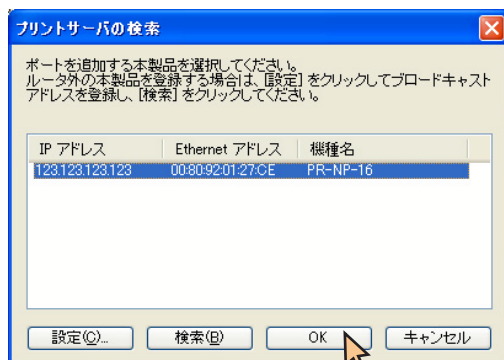 プリントサーバの検索
ポートを追加する本製品を選択してください。
ルータ外の本製品を登録する場合は、[設定] をクリックしてブロードキャスト
アドレスを登録し、[検索] をクリックしてください。
IP アドレス Ethernet アドレス 機種名
123.123.123.123 00:80:92:01:27:CE PR-NP-16
設定(C)... 検索(B) OK キャンセル